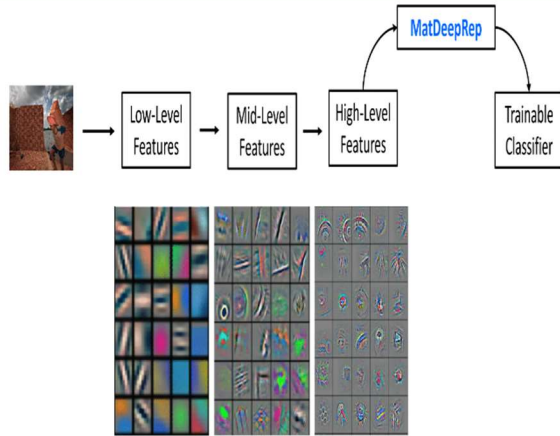 MatDeepRep
Low-Level
Features
Mid-Level
Features
High-Level
Features
Trainable
Classifier